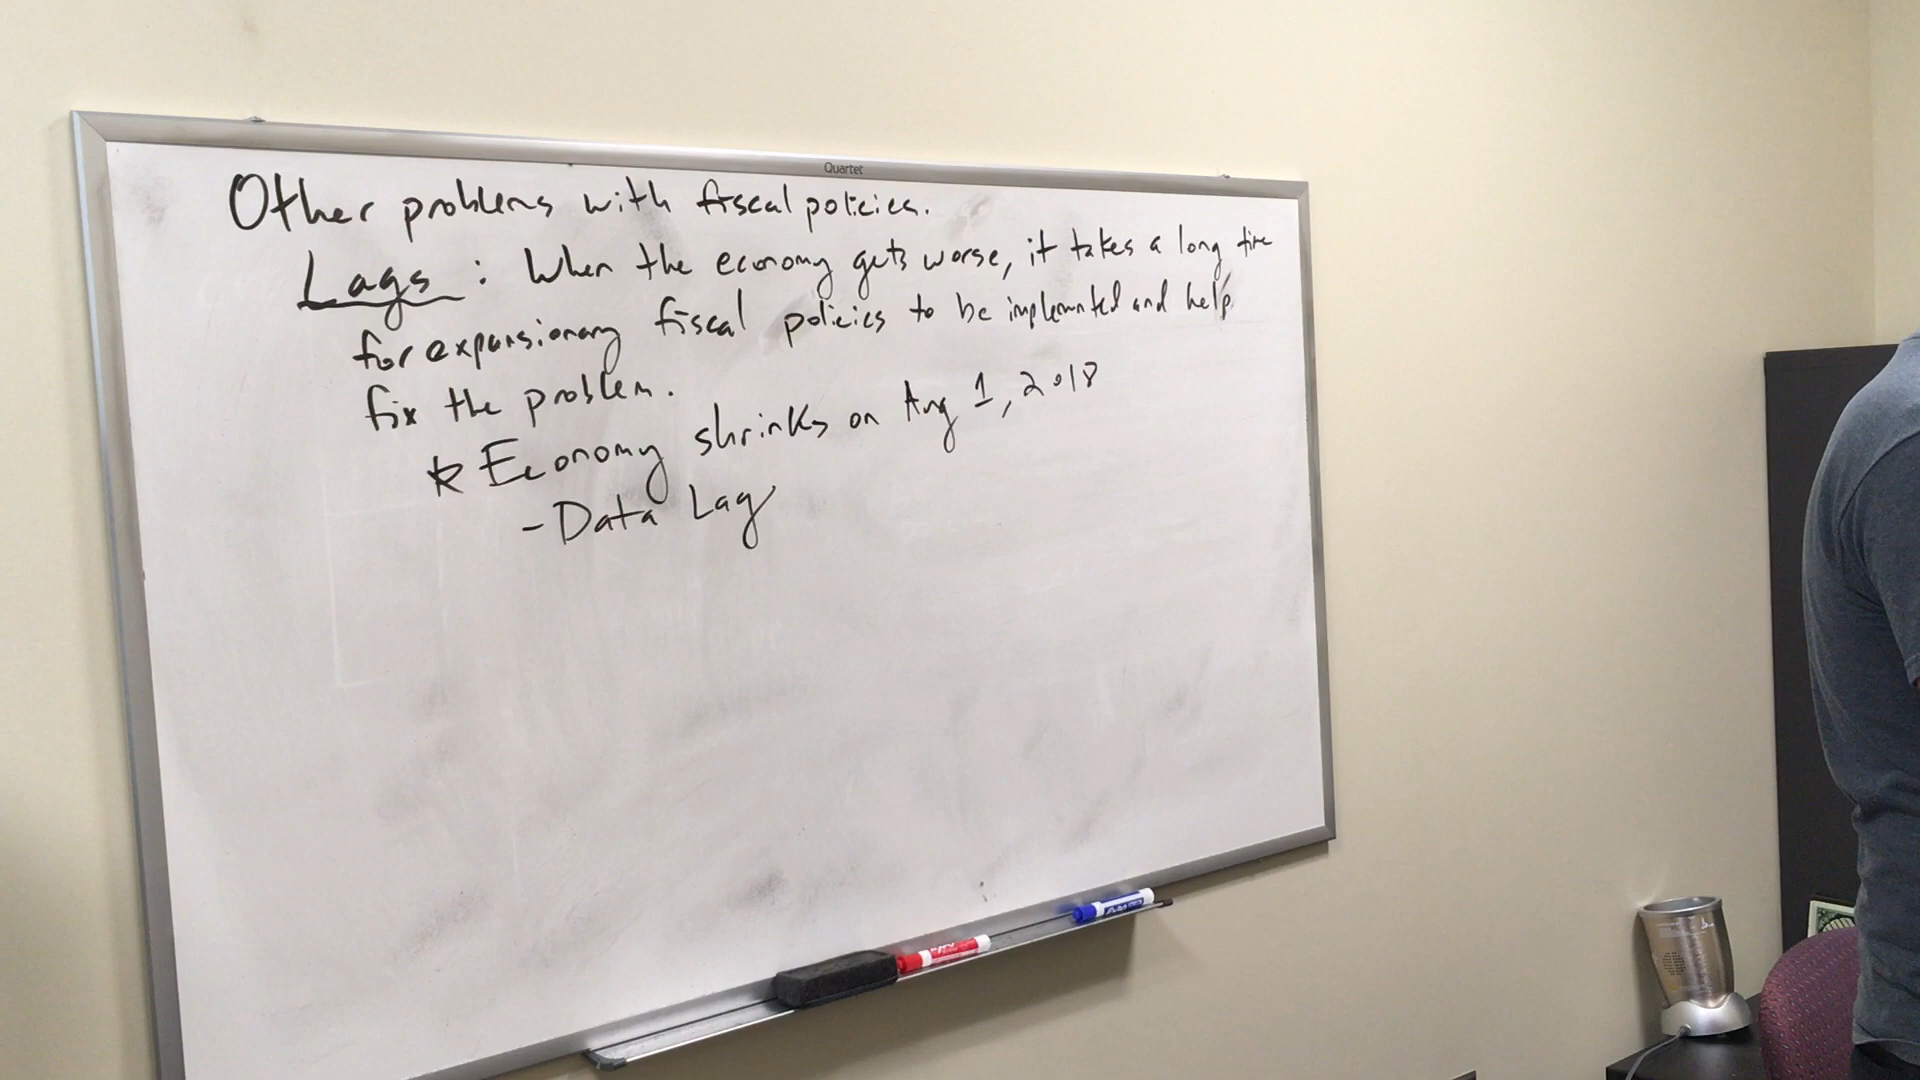 Quartet
Other problems with fiscal policies.
Lags : When the economy gets worse, it takes a long time
for expansionary fiscal policies to be implemented and help
fix the problem.
* Economy shrinks on Aug 1, 2018
- Data Lag